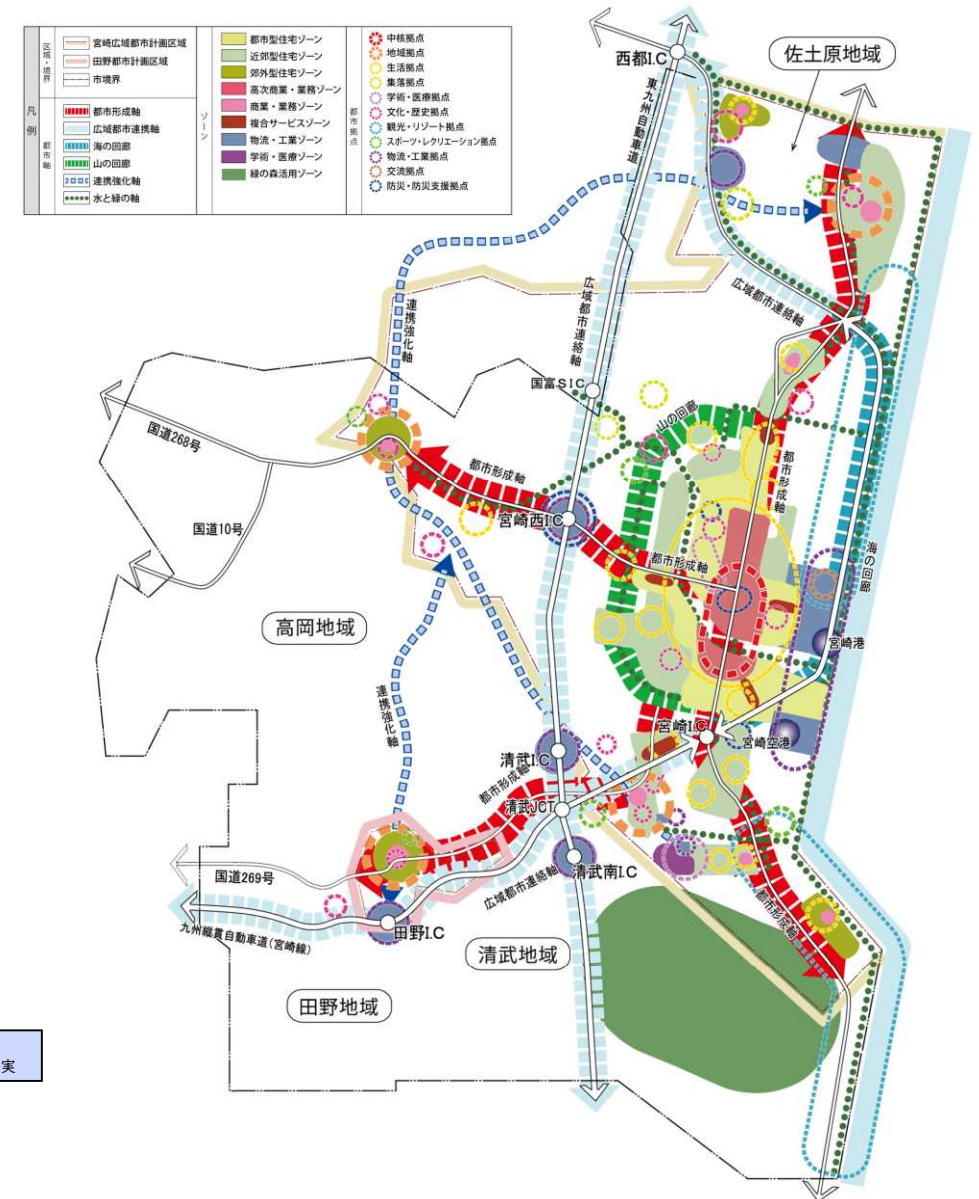 凡例
区域・境界
宮崎広域都市計画区域
田野都市計画区域
市境界
都市軸
都市形成軸
広域都市連携軸
海の回廊
山の回廊
連携強化軸
水と緑の軸
ゾーン
都市型住宅ゾーン
近郊型住宅ゾーン
郊外型住宅ゾーン
高次商業・業務ゾーン
商業・業務ゾーン
複合サービスゾーン
物流・工業ゾーン
学術・医療ゾーン
緑の森活用ゾーン
都市拠点
中核拠点
地域拠点
生活拠点
集落拠点
学術・医療拠点
文化・歴史拠点
観光・リゾート拠点
スポーツ・レクリエーション拠点
物流・工業拠点
交流拠点
防災・防災支援拠点
西都I.C
佐土原地域
東九州自動車道
広域都市連絡軸
広域都市連絡軸
連携強化軸
国富SIC
山の回廊
国道268号
都市形成軸
都市形成軸
国道10号
宮崎西I.C
都市形成軸
海の回廊
高岡地域
宮崎港
連携強化軸
宮崎I.C
宮崎空港
清武I.C
都市形成軸
清武JCT
国道269号
清武南I.C
広域都市連絡軸
都市形成軸
田野I.C
九州縦貫自動車道(宮崎線)
清武地域
田野地域
実